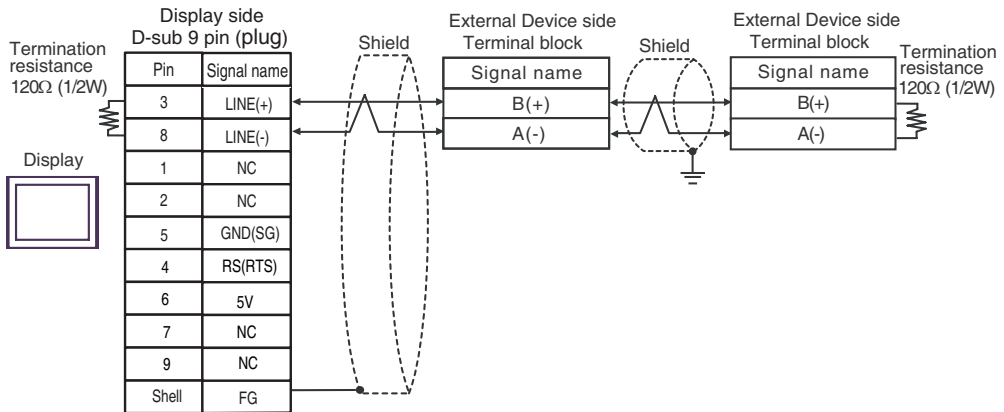 Display side
D-sub 9 pin (plug)
Termination
resistance
120Ω (1/2W)
Pin Signal name
3 LINE(+)
8 LINE(-)
1 NC
2 NC
5 GND(SG)
4 RS(RTS)
6 5V
7 NC
9 NC
Shell FG
Display
Shield
External Device side
Terminal block
Signal name
B(+)
A(-)
Shield
External Device side
Terminal block
Signal name
B(+)
A(-)
Termination
resistance
120Ω (1/2W)